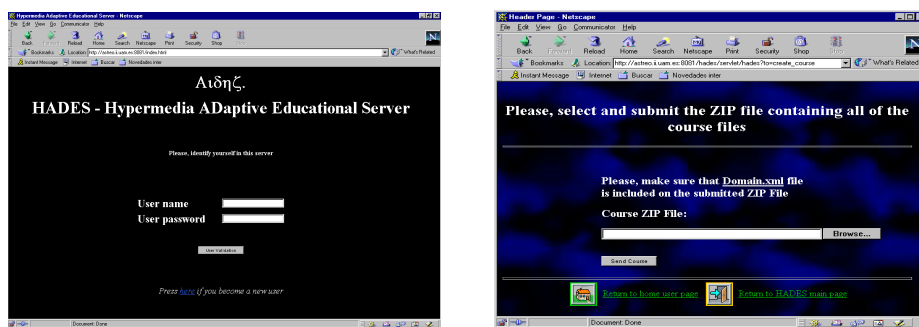 Hypermedia Adaptive Educational Server - Netscape
File Edit View Go Communicator Help
Back Forward Reload Home Search Netscape Print Security Shop Stop
Bookmarks Location: http://astreo.ii.uam.es:8081/index.html What's Related
Instant Message Internet Buscar Novedades inter
Αιδηζ.
HADES - Hypermedia ADaptive Educational Server
Please, identify yourself in this server
User name
User password
User Validation
Press here if you become a new user
Document: Done
Header Page - Netscape
File Edit View Go Communicator Help
Back Forward Reload Home Search Netscape Print Security Shop Stop
Bookmarks Location: http://astreo.ii.uam.es:8081/hades/servlet/hades?to=create_course What's Related
Instant Message Internet Buscar Novedades inter
Please, select and submit the ZIP file containing all of the
course files
Please, make sure that Domain.xml file
is included on the submitted ZIP File
Course ZIP File:
Browse...
Send Course
Return to home user page Return to HADES main page
Document: Done